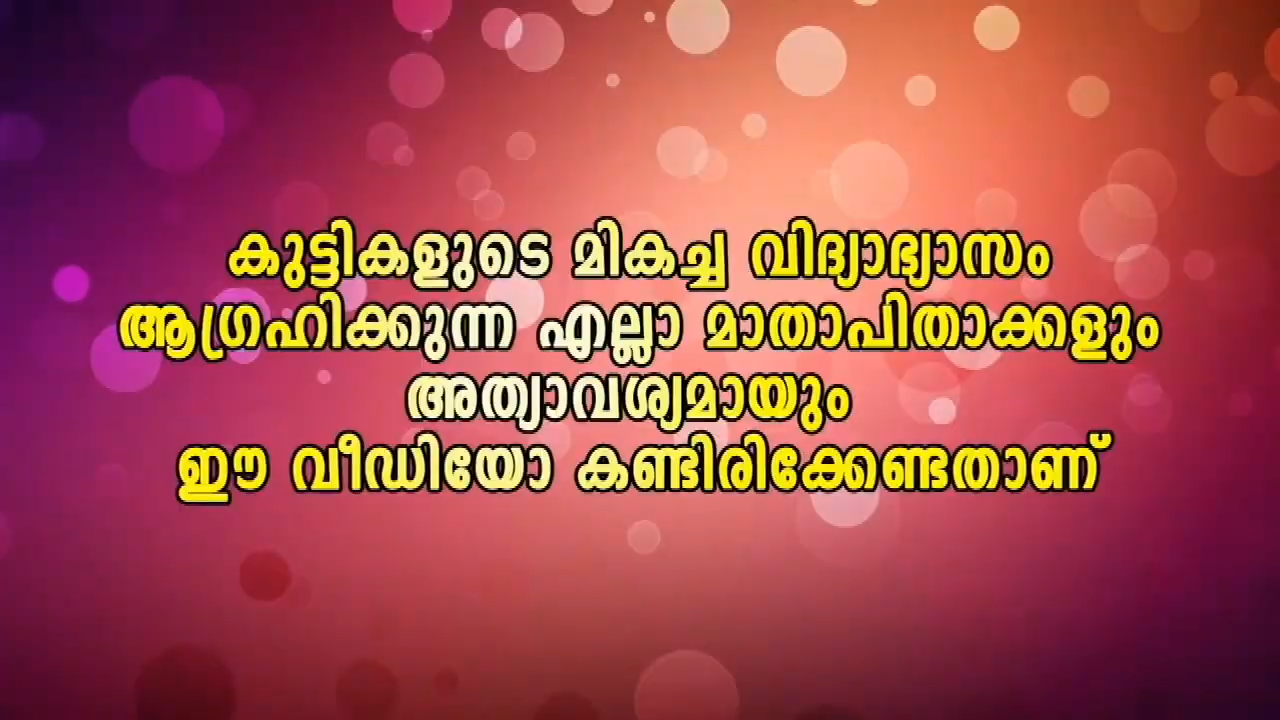 കുട്ടികളുടെ മികച്ച വിദ്യാഭ്യാസം
ആഗ്രഹിക്കുന്ന എല്ലാ മാതാപിതാക്കളും
അത്യാവശ്യമായും
ഈ വീഡിയോ കണ്ടിരിക്കേണ്ടതാണ്